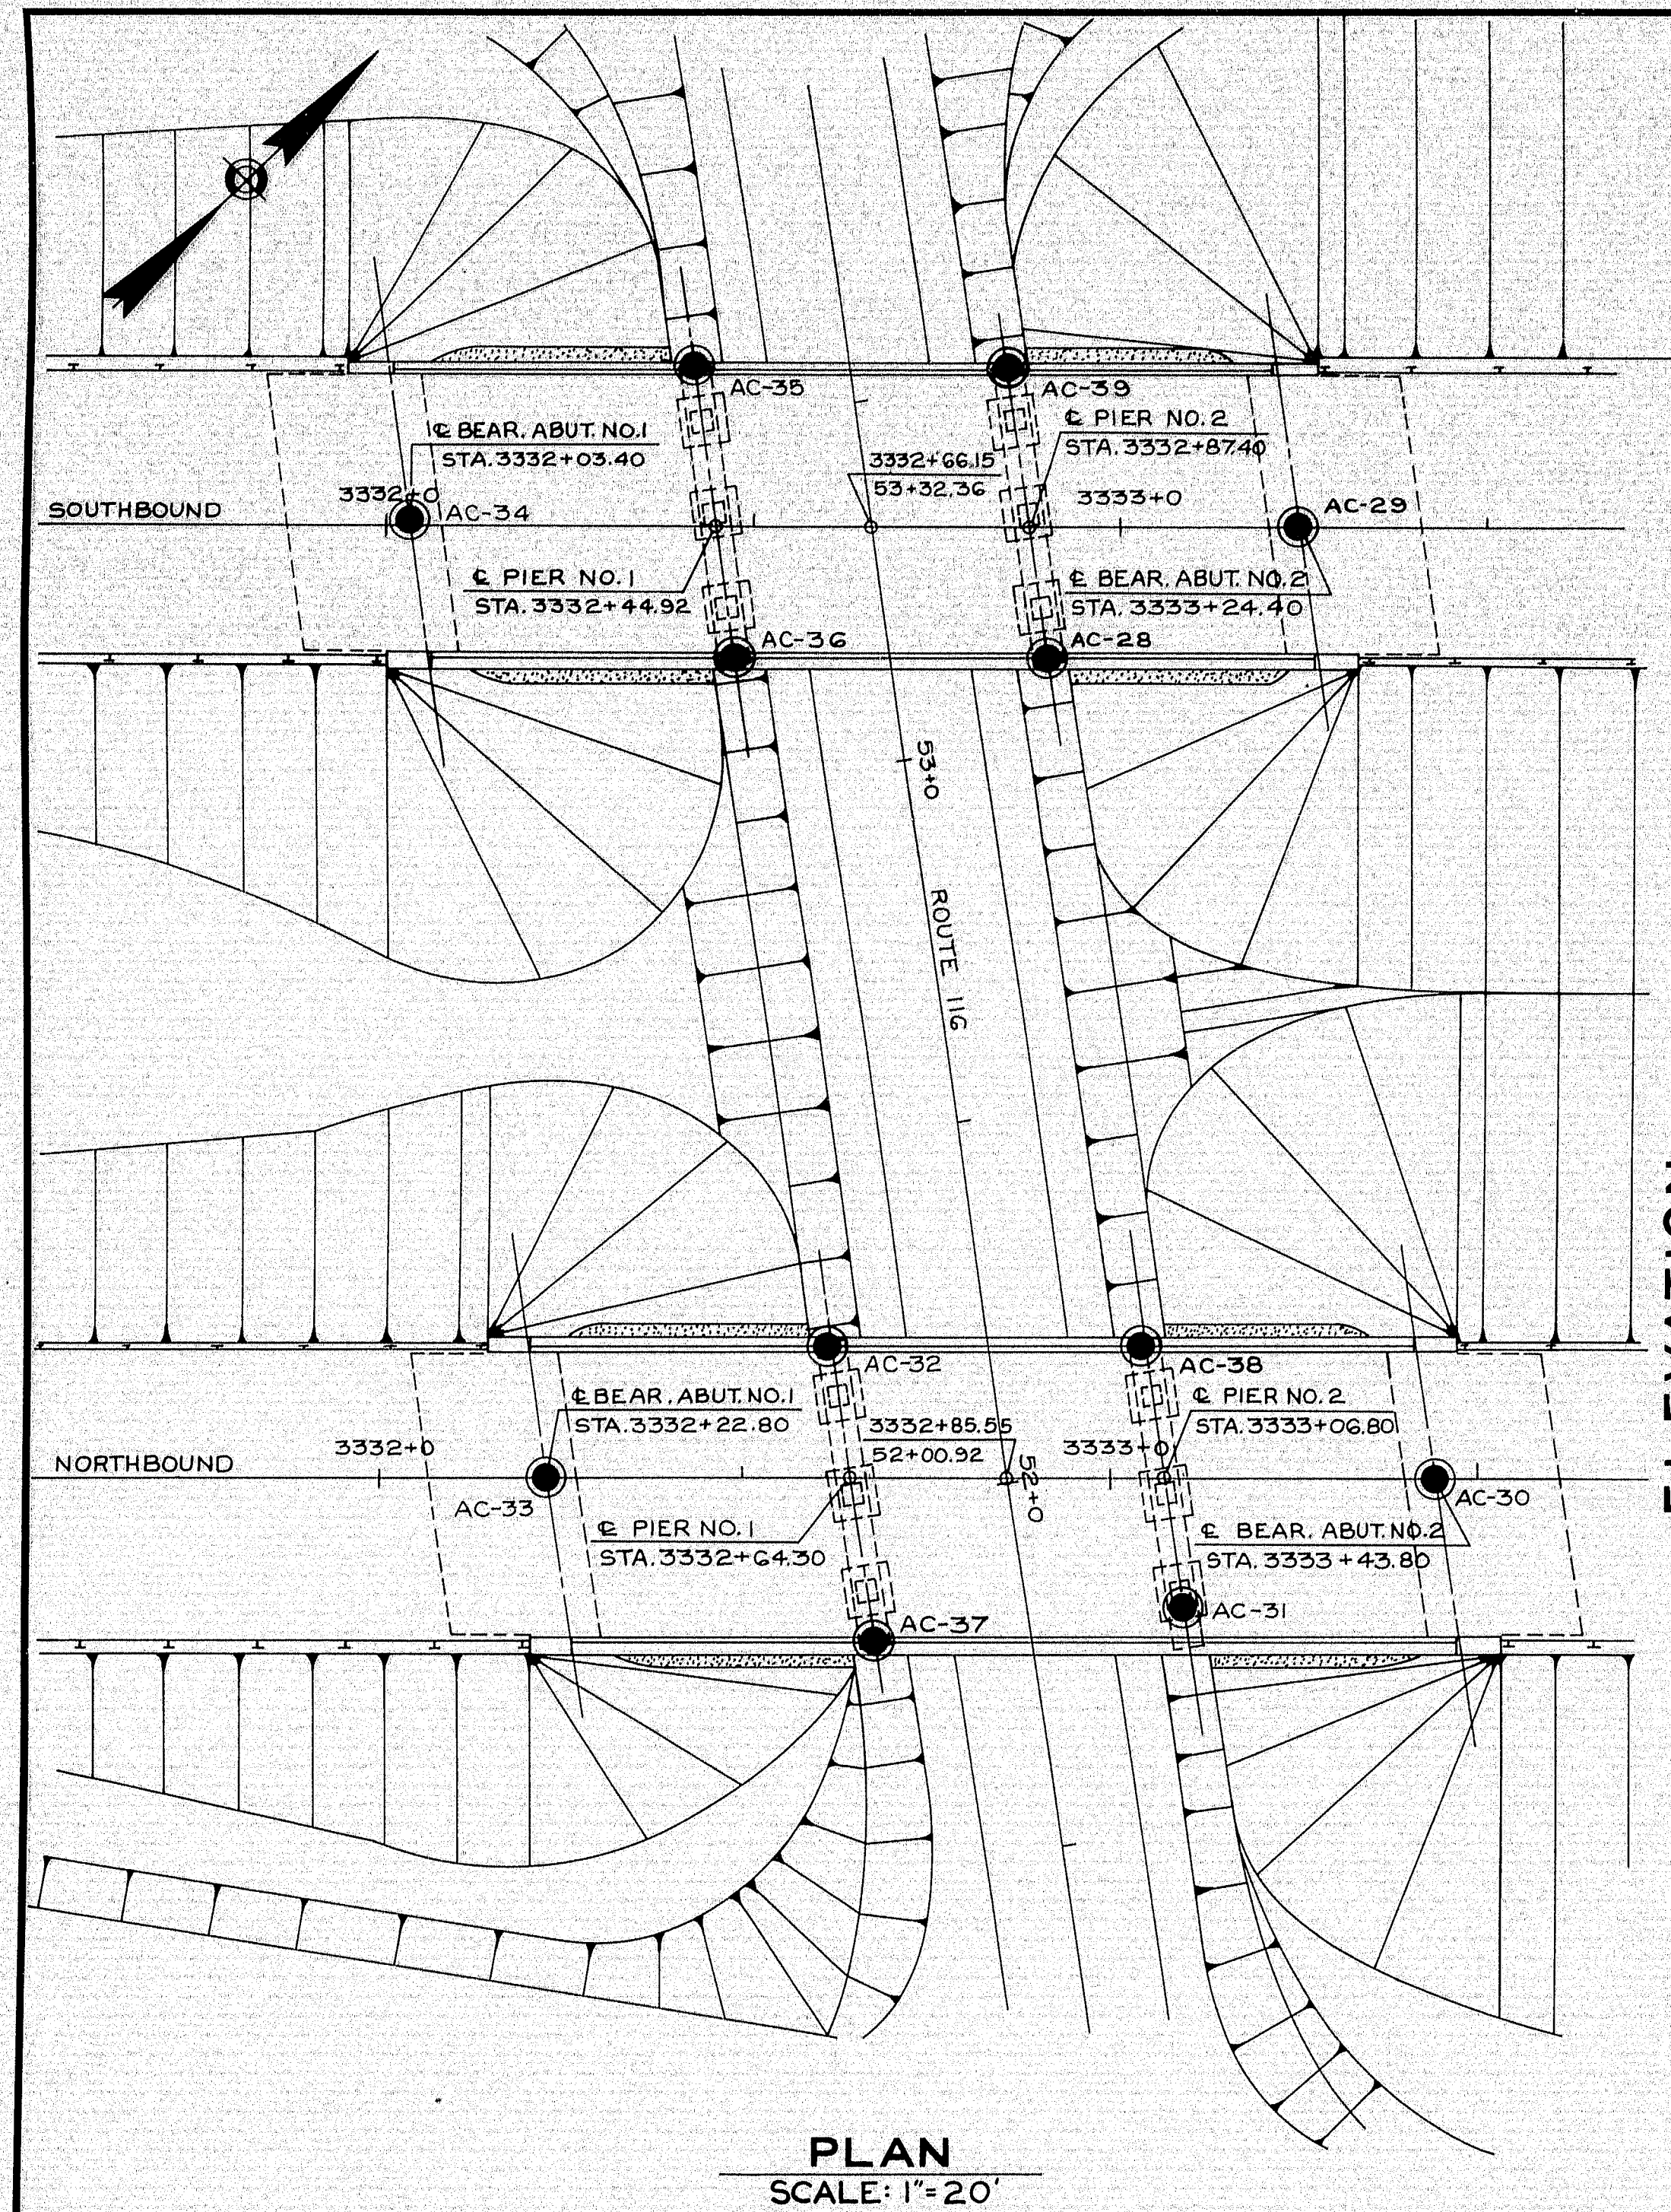 AC-35
AC-39
℄ BEAR. ABUT. NO.1
STA. 3332+03.40
℄ PIER NO.2
STA. 3332+87.40
3332+66.15
53+32.36
3332+0
3333+0
SOUTHBOUND
AC-34
AC-29
℄ PIER NO.1
STA. 3332+44.92
℄ BEAR. ABUT. NO.2
STA. 3333+24.40
AC-36
AC-28
53+0
ROUTE 11G
ELEVATION
AC-32
AC-38
℄ BEAR. ABUT. NO.1
STA. 3332+22.80
℄ PIER NO.2
STA. 3333+06.80
3332+85.55
52+00.92
3332+0
3333+0
NORTHBOUND
52+0
AC-33
AC-30
℄ PIER NO.1
STA. 3332+64.30
℄ BEAR. ABUT. NO.2
STA. 3333+43.80
AC-31
AC-37
PLAN
SCALE: 1"=20'